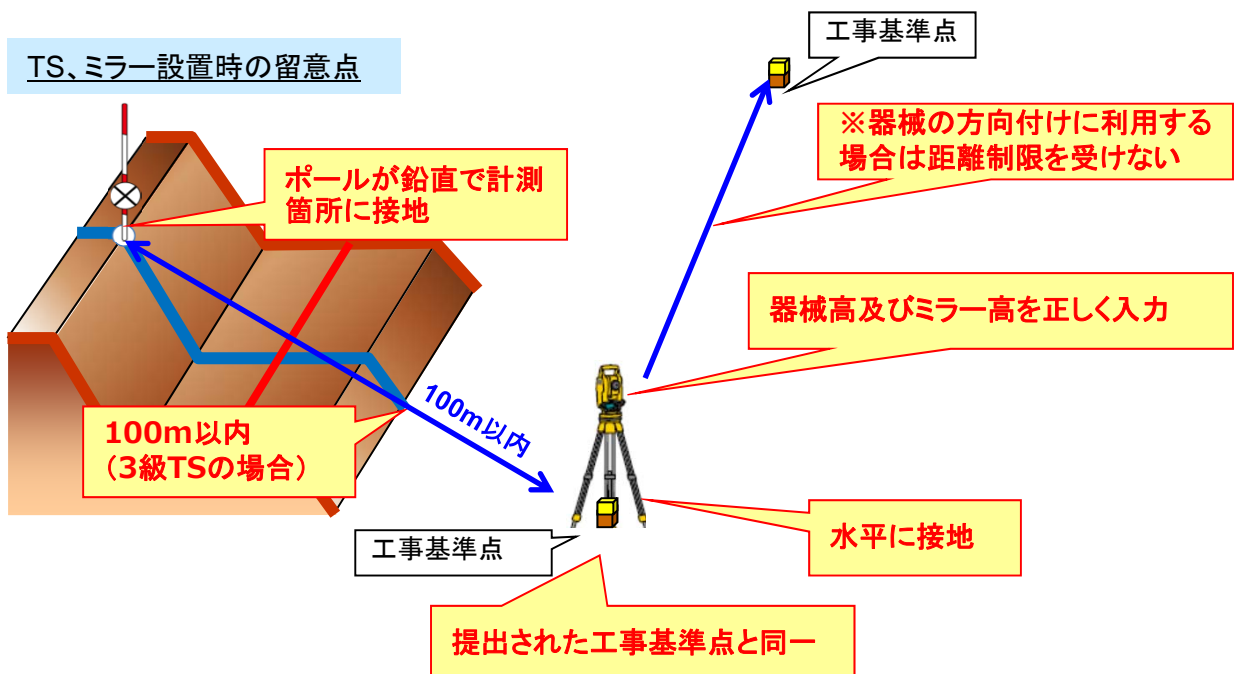 TS、ミラー設置時の留意点
工事基準点
※器械の方向付けに利用する
場合は距離制限を受けない
ポールが鉛直で計測
箇所に接地
器械高及びミラー高を正しく入力
100m以内
100m以内
（3級TSの場合）
水平に接地
工事基準点
提出された工事基準点と同一